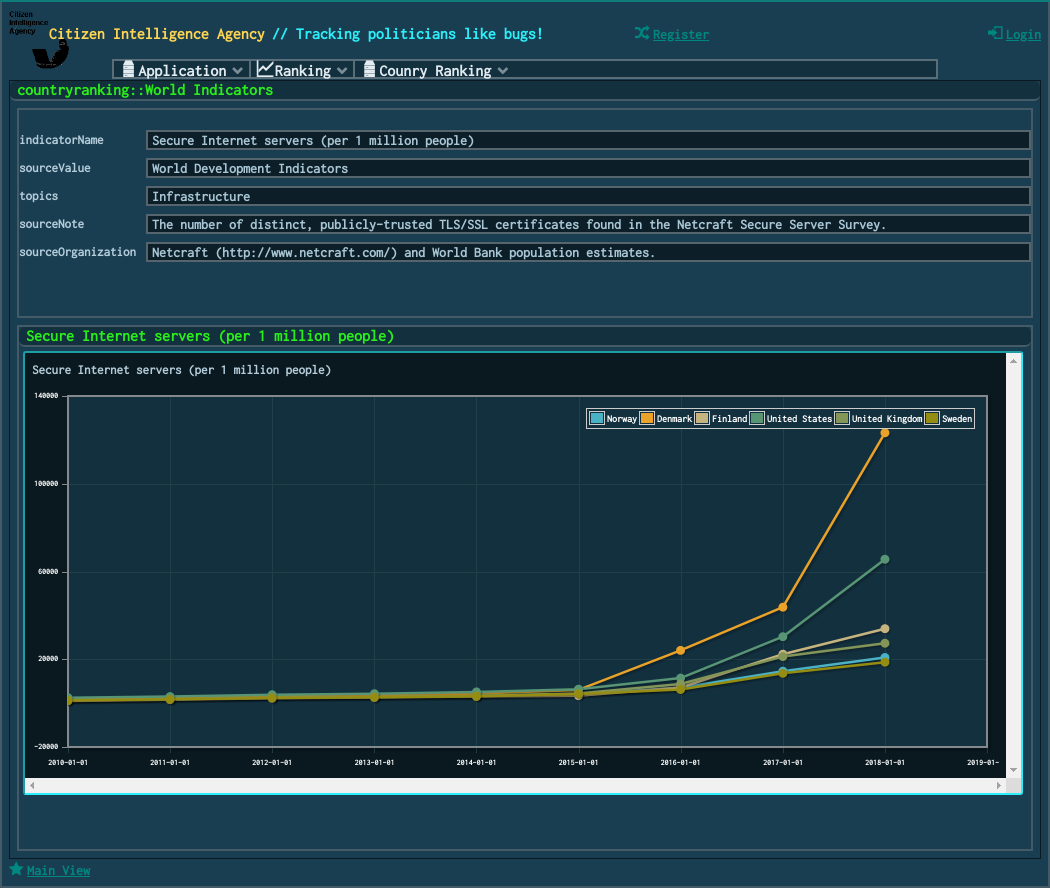 Citizen
Intelligence
Agency
Citizen Intelligence Agency // Tracking politicians like bugs!
Register
Login
Application
Ranking
Counry Ranking
countryranking::World Indicators
indicatorName Secure Internet servers (per 1 million people)
sourceValue World Development Indicators
topics Infrastructure
sourceNote The number of distinct, publicly-trusted TLS/SSL certificates found in the Netcraft Secure Server Survey.
sourceOrganization Netcraft (http://www.netcraft.com/) and World Bank population estimates.
Secure Internet servers (per 1 million people)
Secure Internet servers (per 1 million people)
Norway Denmark Finland United States United Kingdom Sweden
140000
100000
60000
20000
-20000
2010-01-01 2011-01-01 2012-01-01 2013-01-01 2014-01-01 2015-01-01 2016-01-01 2017-01-01 2018-01-01 2019-01-
Main View